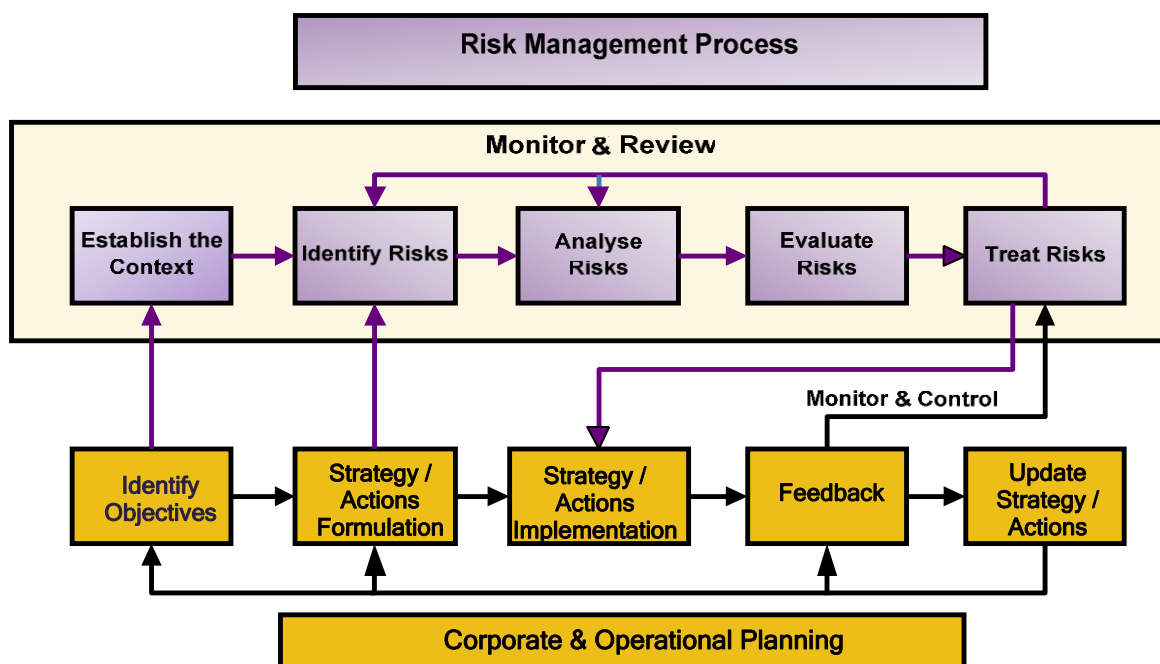 Risk Management Process
Monitor & Review
Establish the
Context
Identify Risks
Analyse
Risks
Evaluate
Risks
Treat Risks
Monitor & Control
Identify
Objectives
Strategy /
Actions
Formulation
Strategy /
Actions
Implementation
Feedback
Update
Strategy /
Actions
Corporate & Operational Planning